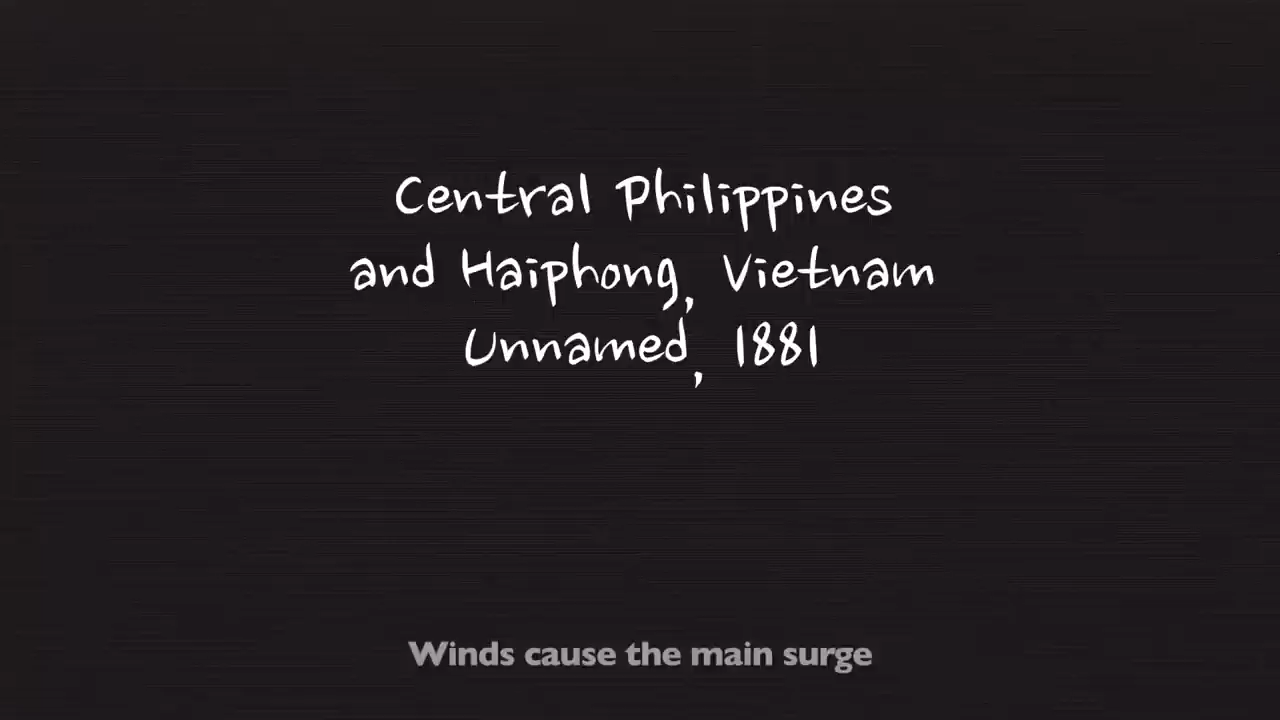 Central Philippines
and Haiphong, Vietnam
Unnamed, 1881
Winds cause the main surge